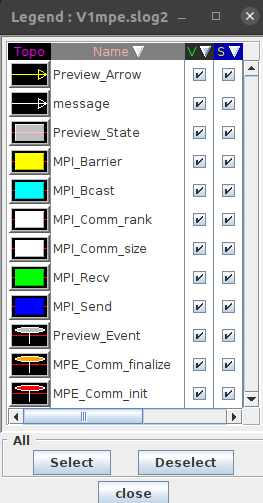 Legend : V1mpe.slog2
Topo Name V S
Preview_Arrow
message
Preview_State
MPI_Barrier
MPI_Bcast
MPI_Comm_rank
MPI_Comm_size
MPI_Recv
MPI_Send
Preview_Event
MPE_Comm_finalize
MPE_Comm_init
All
Select Deselect
close